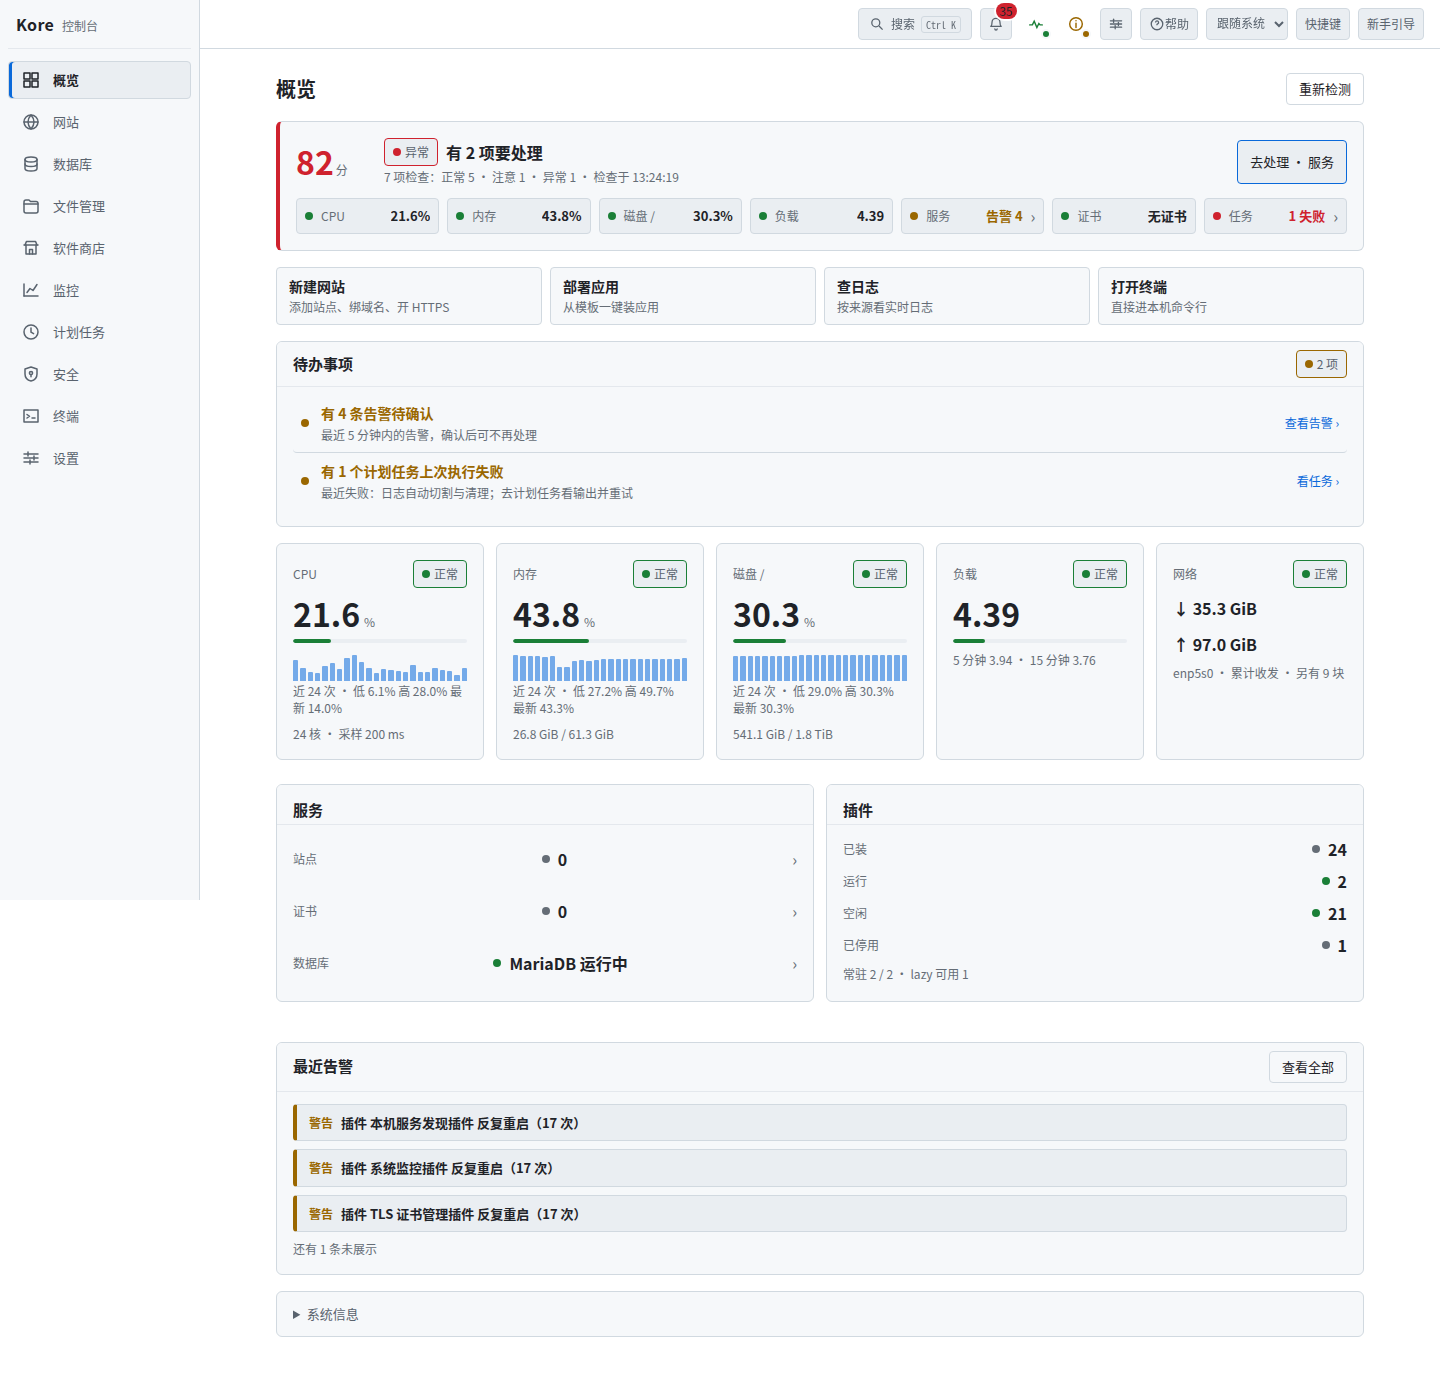 Kore 控制台
搜索 Ctrl K
35
帮助
跟随系统
快捷键
新手引导
概览
网站
数据库
文件管理
软件商店
监控
计划任务
安全
终端
设置
概览
重新检测
82 分
异常 有 2 项要处理
7 项检查：正常 5 · 注意 1 · 异常 1 · 检查于 13:24:19
去处理 · 服务
CPU 21.6%
内存 43.8%
磁盘 / 30.3%
负载 4.39
服务 告警 4 ›
证书 无证书
任务 1 失败 ›
新建网站
添加站点、绑域名、开 HTTPS
部署应用
从模板一键装应用
查日志
按来源看实时日志
打开终端
直接进本机命令行
待办事项
2 项
有 4 条告警待确认
最近 5 分钟内的告警，确认后可不再处理
查看告警 ›
有 1 个计划任务上次执行失败
最近失败：日志自动切割与清理；去计划任务看输出并重试
看任务 ›
CPU 正常
21.6 %
近 24 次 · 低 6.1% 高 28.0% 最
新 14.0%
24 核 · 采样 200 ms
内存 正常
43.8 %
近 24 次 · 低 27.2% 高 49.7%
最新 43.3%
26.8 GiB / 61.3 GiB
磁盘 / 正常
30.3 %
近 24 次 · 低 29.0% 高 30.3%
最新 30.3%
541.1 GiB / 1.8 TiB
负载 正常
4.39
5 分钟 3.94 · 15 分钟 3.76
网络 正常
↓ 35.3 GiB
↑ 97.0 GiB
enp5s0 · 累计收发 · 另有 9 块
服务
站点 0 ›
证书 0 ›
数据库 MariaDB 运行中 ›
插件
已装 24
运行 2
空闲 21
已停用 1
常驻 2 / 2 · lazy 可用 1
最近告警
查看全部
警告 插件 本机服务发现插件 反复重启（17 次）
警告 插件 系统监控插件 反复重启（17 次）
警告 插件 TLS 证书管理插件 反复重启（17 次）
还有 1 条未展示
▶ 系统信息